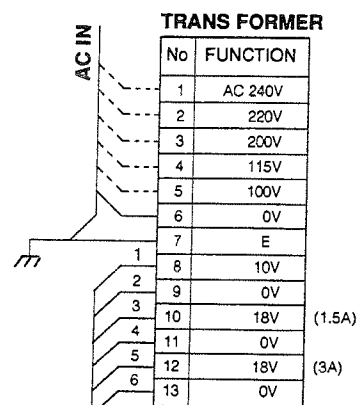 TRANS FORMER
AC IN
No FUNCTION
1 AC 240V
2 220V
3 200V
4 115V
5 100V
6 0V
7 E
1 8 10V
2 9 0V
3 10 18V (1.5A)
4 11 0V
5 12 18V (3A)
6 13 0V